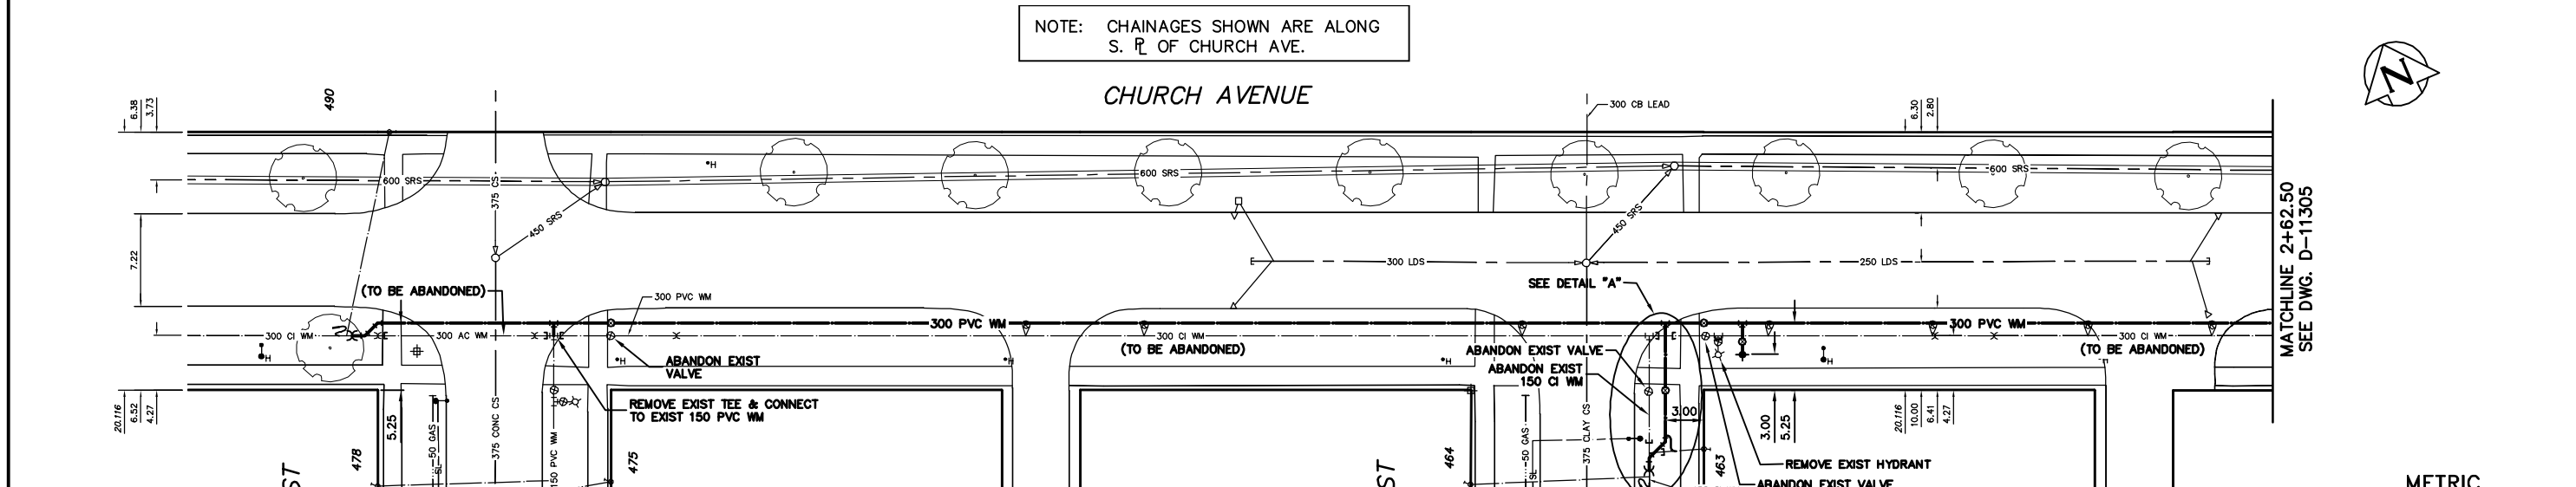 NOTE: CHAINAGES SHOWN ARE ALONG
S. ⅊ OF CHURCH AVE.
N
CHURCH AVENUE
490
6.38
3.73
300 CB LEAD
6.30
2.80
600 SRS
375 CS
*H
600 SRS
600 SRS
450 SRS
450 SRS
MATCHLINE 2+62.50
SEE DWG. D-11305
7.22
300 LDS
250 LDS
(TO BE ABANDONED)
300 PVC WM
SEE DETAIL "A"
300 CI WM
300 AC WM
300 PVC WM
300 CI WM
(TO BE ABANDONED)
300 PVC WM
300 CI WM
(TO BE ABANDONED)
H
*H
*H
*H
H
ABANDON EXIST
VALVE
ABANDON EXIST VALVE
ABANDON EXIST
150 CI WM
REMOVE EXIST TEE & CONNECT
TO EXIST 150 PVC WM
20.116
6.52
4.27
5.25
50 GAS
SL
375 CONC CS
150 PVC WM
50 GAS
SL
375 CLAY CS
3.00
3.00
5.25
20.116
10.00
6.41
4.27
478
475
464
463
ST
ST
REMOVE EXIST HYDRANT
ABANDON EXIST VALVE
METRIC